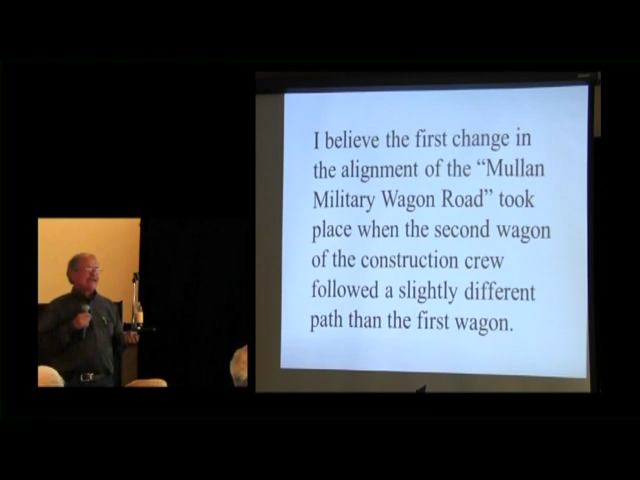 I believe the first change in
the alignment of the “Mullan
Military Wagon Road” took
place when the second wagon
of the construction crew
followed a slightly different
path than the first wagon.